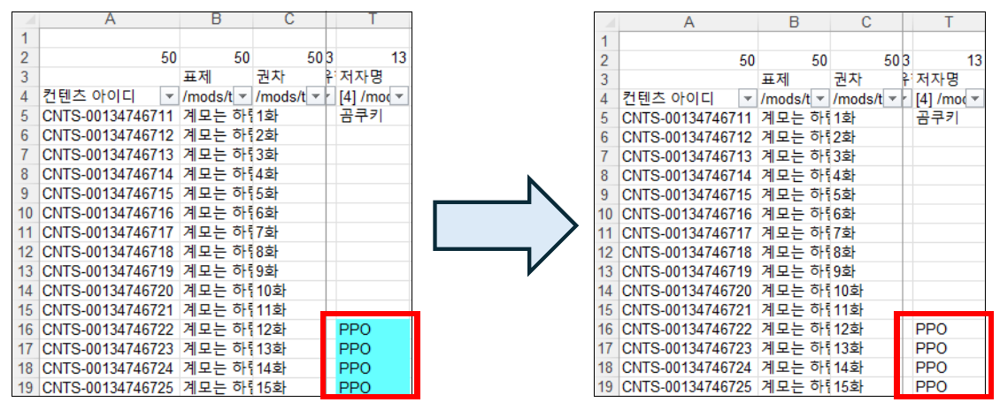 A B C T
1
2 50 50 50 3 13
3 표제 권차 저자명
4 컨텐츠 아이디 /mods/t /mods/t [4] /mod
5 CNTS-00134746711 계모는 하 1화 곰쿠키
6 CNTS-00134746712 계모는 하 2화
7 CNTS-00134746713 계모는 하 3화
8 CNTS-00134746714 계모는 하 4화
9 CNTS-00134746715 계모는 하 5화
10 CNTS-00134746716 계모는 하 6화
11 CNTS-00134746717 계모는 하 7화
12 CNTS-00134746718 계모는 하 8화
13 CNTS-00134746719 계모는 하 9화
14 CNTS-00134746720 계모는 하 10화
15 CNTS-00134746721 계모는 하 11화
16 CNTS-00134746722 계모는 하 12화 PPO
17 CNTS-00134746723 계모는 하 13화 PPO
18 CNTS-00134746724 계모는 하 14화 PPO
19 CNTS-00134746725 계모는 하 15화 PPO
A B C T
1
2 50 50 50 3 13
3 표제 권차 저자명
4 컨텐츠 아이디 /mods/t /mods/t [4] /mod
5 CNTS-00134746711 계모는 하 1화 곰쿠키
6 CNTS-00134746712 계모는 하 2화
7 CNTS-00134746713 계모는 하 3화
8 CNTS-00134746714 계모는 하 4화
9 CNTS-00134746715 계모는 하 5화
10 CNTS-00134746716 계모는 하 6화
11 CNTS-00134746717 계모는 하 7화
12 CNTS-00134746718 계모는 하 8화
13 CNTS-00134746719 계모는 하 9화
14 CNTS-00134746720 계모는 하 10화
15 CNTS-00134746721 계모는 하 11화
16 CNTS-00134746722 계모는 하 12화 PPO
17 CNTS-00134746723 계모는 하 13화 PPO
18 CNTS-00134746724 계모는 하 14화 PPO
19 CNTS-00134746725 계모는 하 15화 PPO